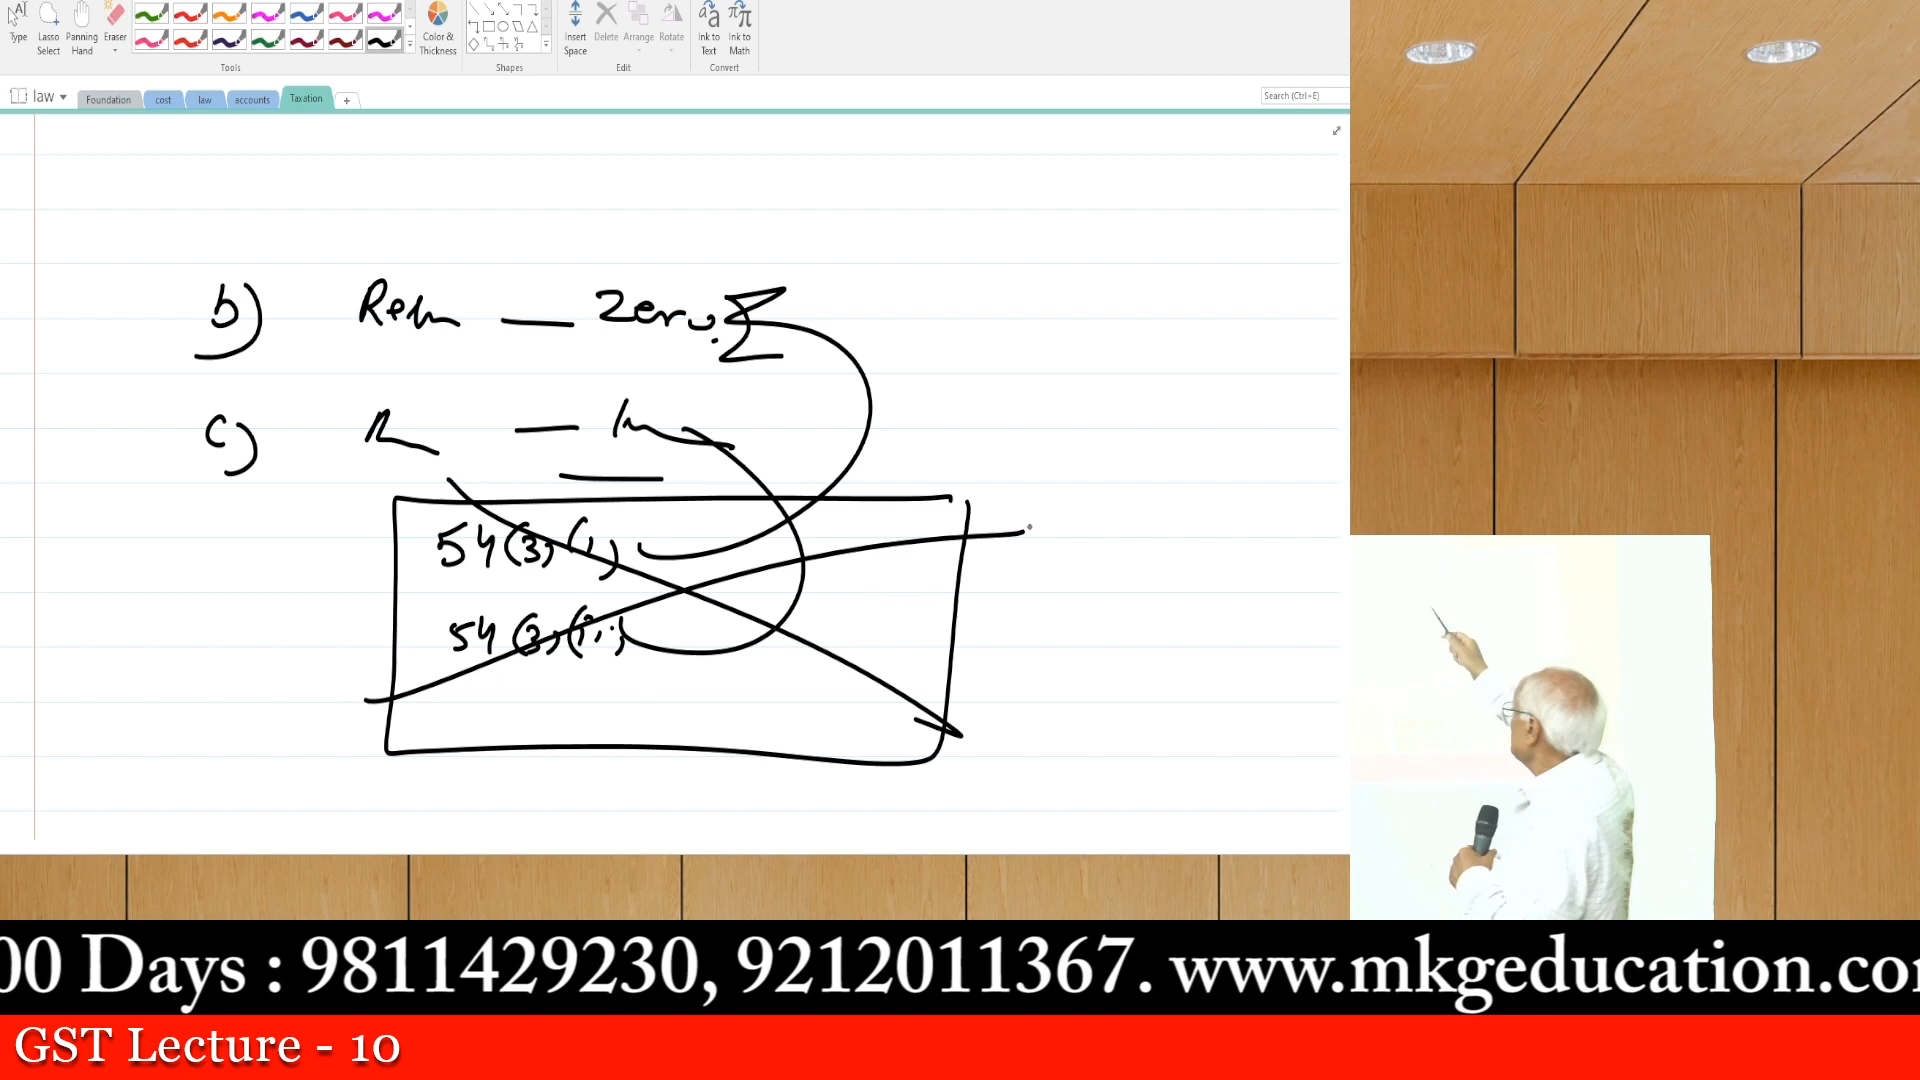 Type
Lasso Select
Panning Hand
Eraser
Color & Thickness
Insert Space
Delete
Arrange
Rotate
Ink to Text
Ink to Math
Tools
Shapes
Edit
Convert
law
Foundation
cost
law
accounts
Taxation
Search (Ctrl+E)
b) — Zero.
c) —
54(3)(i)
54(3)(ii)
00 Days : 9811429230, 9212011367. www.mkgeducation.co
GST Lecture - 10